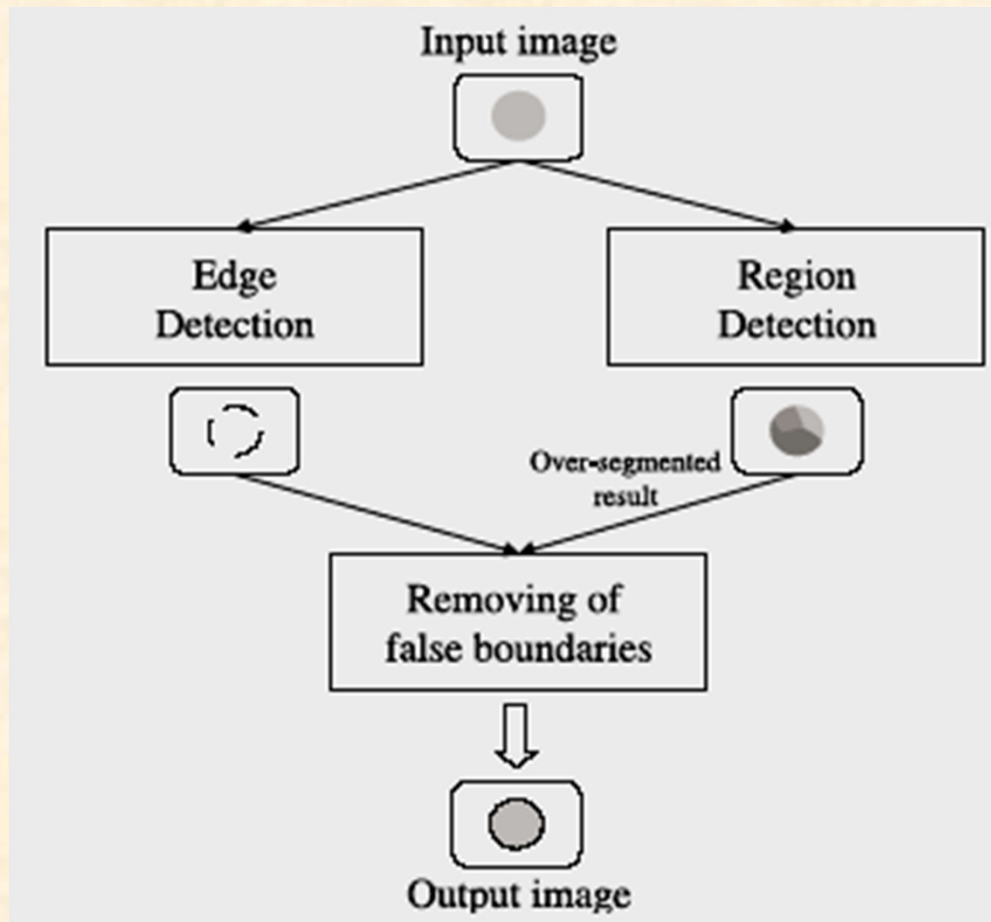 Input image
Edge
Detection
Region
Detection
Over-segmented
result
Removing of
false boundaries
Output image